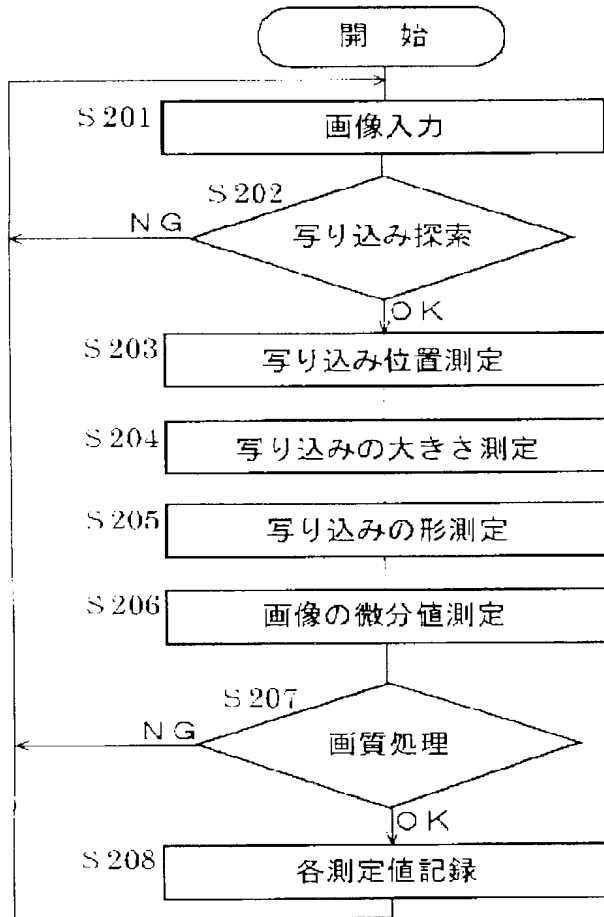 開 始
S201
画像入力
S202
NG
写り込み探索
OK
S203
写り込み位置測定
S204
写り込みの大きさ測定
S205
写り込みの形測定
S206
画像の微分値測定
S207
NG
画質処理
OK
S208
各測定値記録